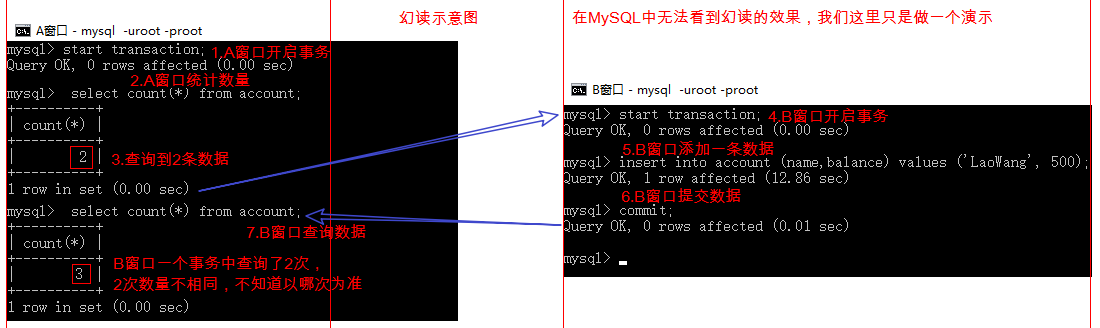 幻读示意图
在MySQL中无法看到幻读的效果，我们这里只是做一个演示
A窗口 - mysql -uroot -proot
mysql> start transaction; 1.A窗口开启事务
Query OK, 0 rows affected (0.00 sec)
2.A窗口统计数量
mysql> select count(*) from account;
+----------+
| count(*) |
+----------+
| 2 | 3.查询到2条数据
+----------+
1 row in set (0.00 sec)
mysql> select count(*) from account;
+----------+ 7.B窗口查询数据
| count(*) |
+----------+ B窗口一个事务中查询了2次，
| 3 | 2次数量不相同，不知道以哪次为准
+----------+
1 row in set (0.00 sec)
B窗口 - mysql -uroot -proot
mysql> start transaction; 4.B窗口开启事务
Query OK, 0 rows affected (0.00 sec)
5.B窗口添加一条数据
mysql> insert into account (name,balance) values ('LaoWang', 500);
Query OK, 1 row affected (12.86 sec)
6.B窗口提交数据
mysql> commit;
Query OK, 0 rows affected (0.01 sec)
mysql>